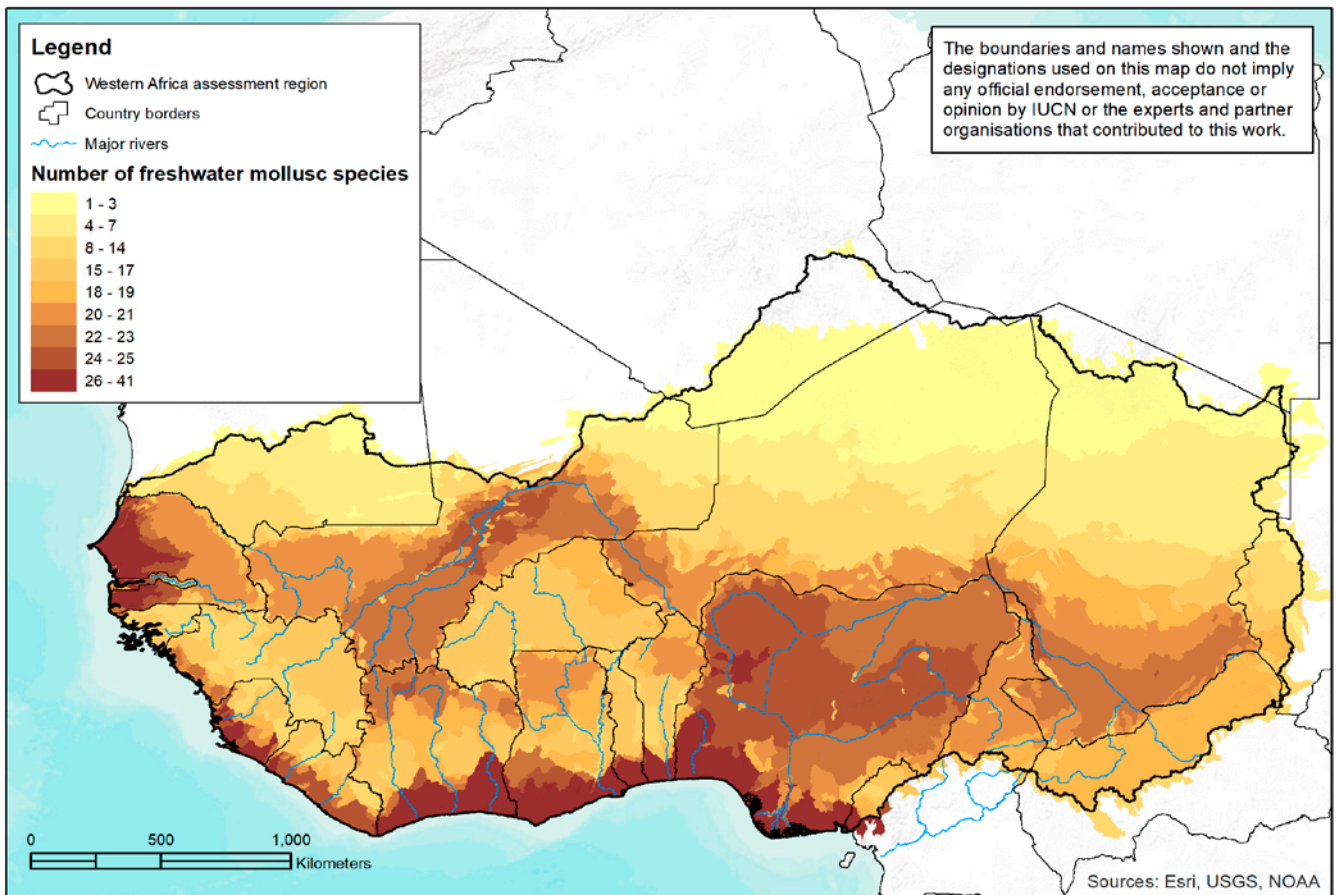 Legend
Western Africa assessment region
Country borders
Major rivers
Number of freshwater mollusc species
1 - 3
4 - 7
8 - 14
15 - 17
18 - 19
20 - 21
22 - 23
24 - 25
26 - 41
The boundaries and names shown and the
designations used on this map do not imply
any official endorsement, acceptance or
opinion by IUCN or the experts and partner
organisations that contributed to this work.
0 500 1,000
Kilometers
Sources: Esri, USGS, NOAA